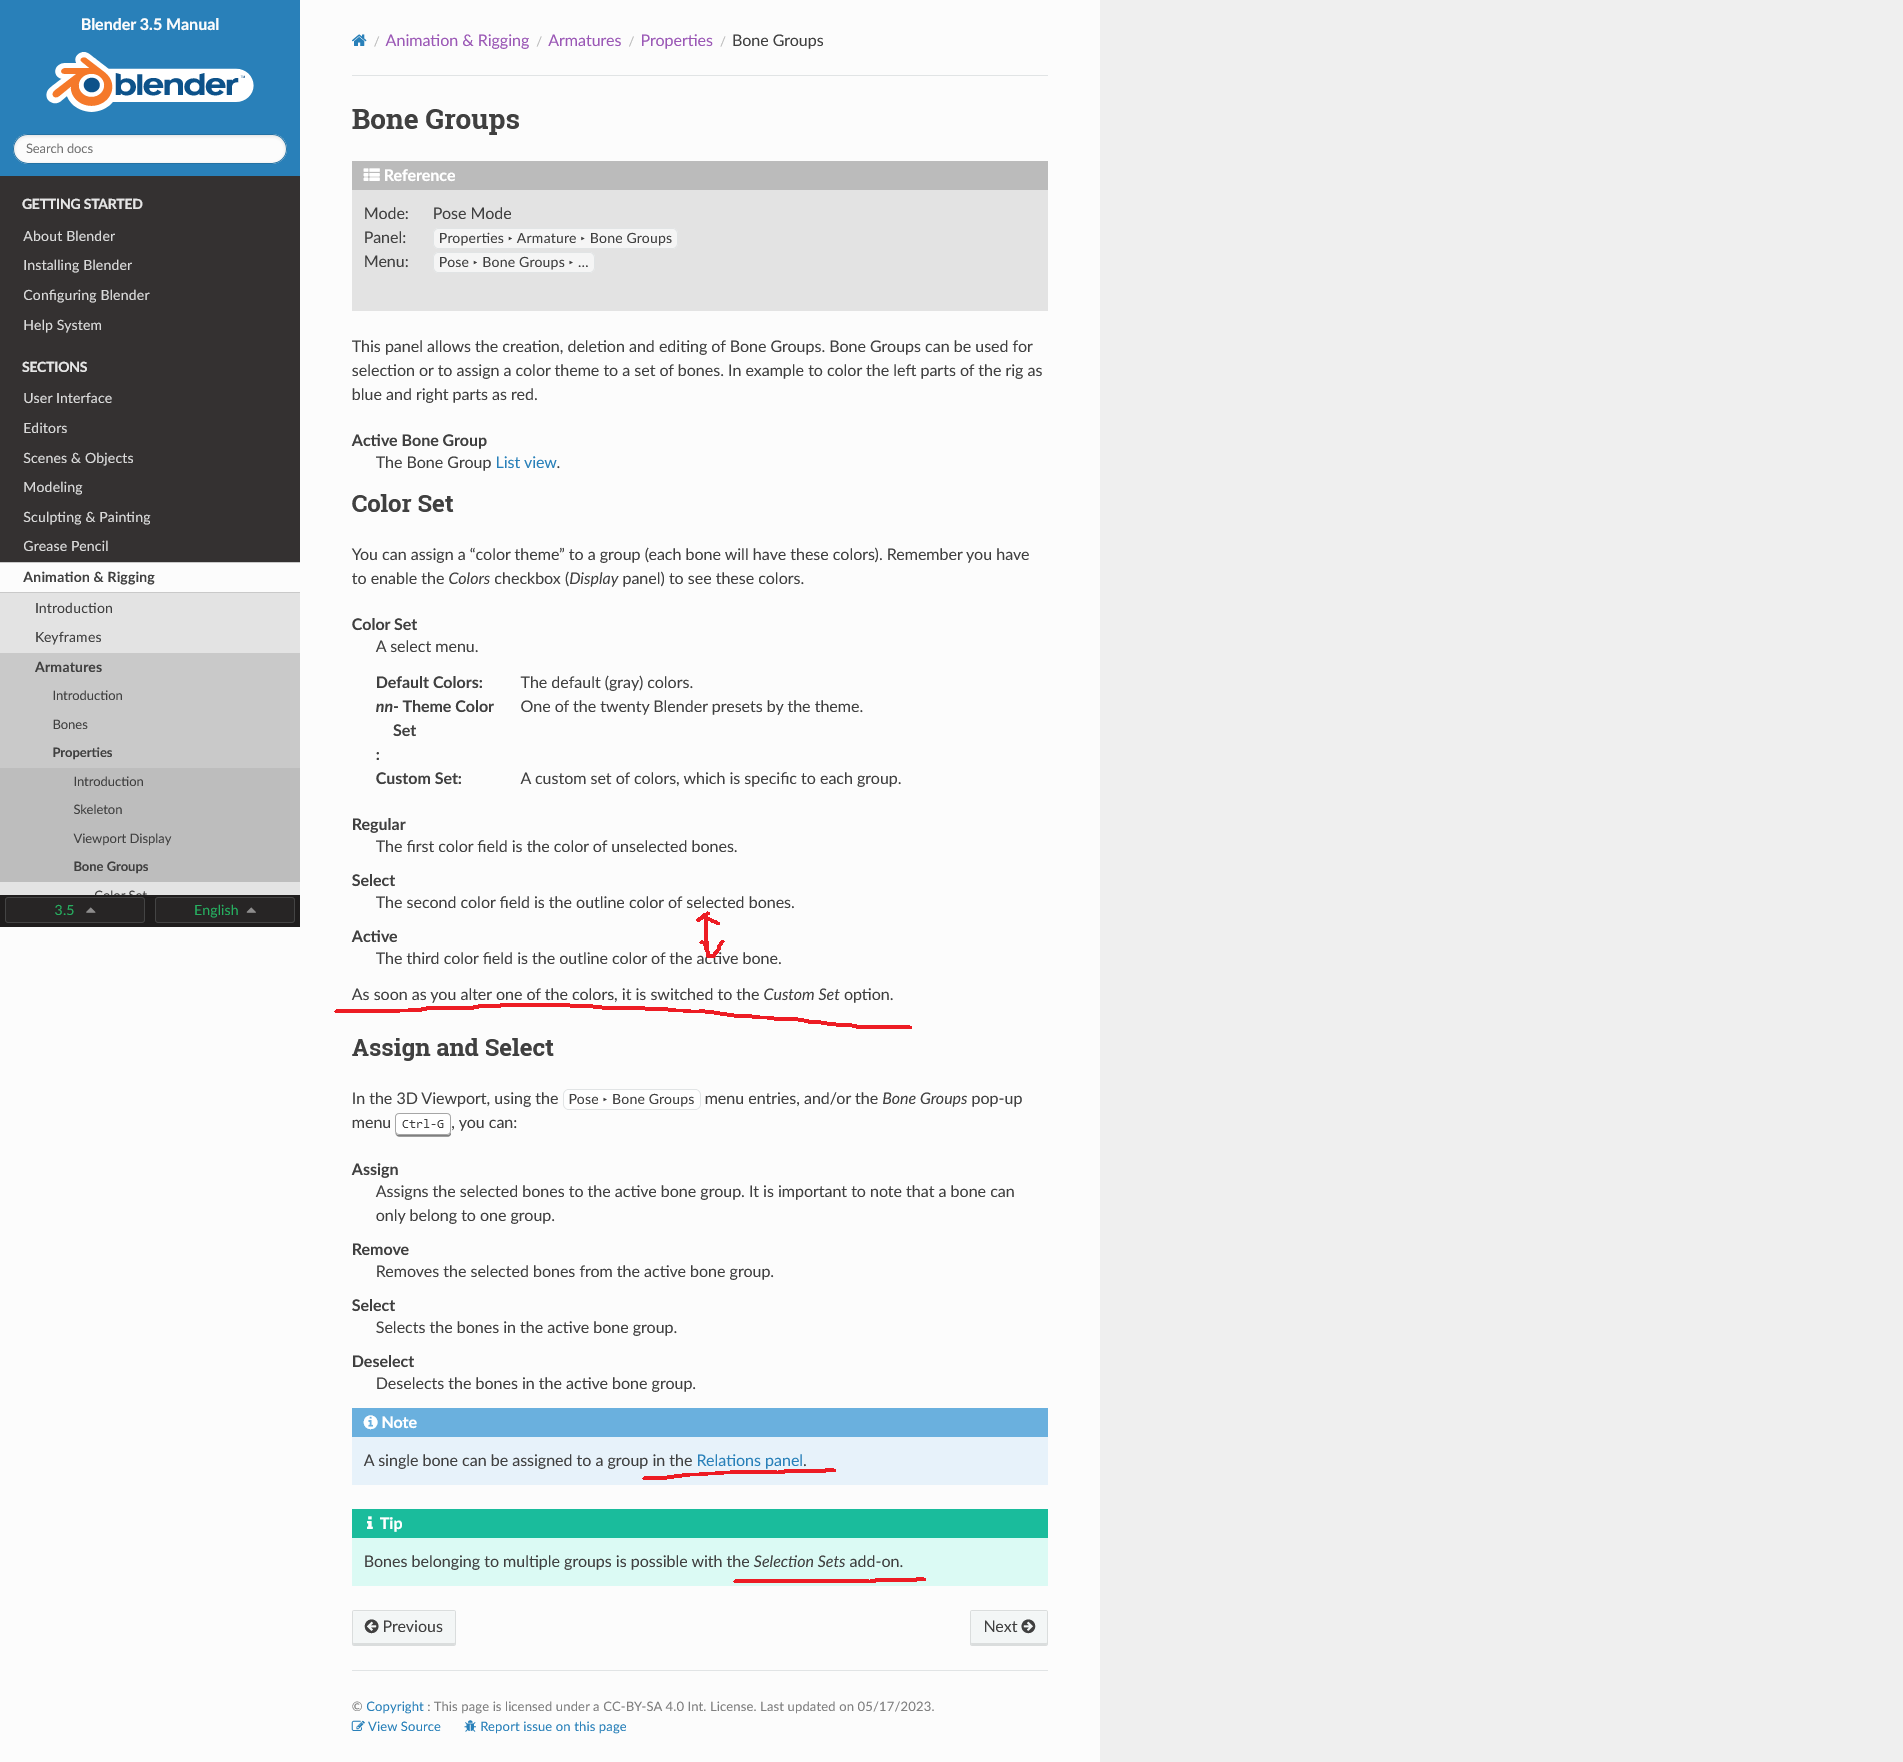 Blender 3.5 Manual
blender™
Search docs
GETTING STARTED
About Blender
Installing Blender
Configuring Blender
Help System
SECTIONS
User Interface
Editors
Scenes & Objects
Modeling
Sculpting & Painting
Grease Pencil
Animation & Rigging
Introduction
Keyframes
Armatures
Introduction
Bones
Properties
Introduction
Skeleton
Viewport Display
Bone Groups
Color Set
3.5
English
/ Animation & Rigging / Armatures / Properties / Bone Groups
Bone Groups
Reference
Mode: Pose Mode
Panel: Properties ‣ Armature ‣ Bone Groups
Menu: Pose ‣ Bone Groups ‣ ...
This panel allows the creation, deletion and editing of Bone Groups. Bone Groups can be used for
selection or to assign a color theme to a set of bones. In example to color the left parts of the rig as
blue and right parts as red.
Active Bone Group
The Bone Group List view.
Color Set
You can assign a “color theme” to a group (each bone will have these colors). Remember you have
to enable the Colors checkbox (Display panel) to see these colors.
Color Set
A select menu.
Default Colors: The default (gray) colors.
nn- Theme Color One of the twenty Blender presets by the theme.
Set
:
Custom Set: A custom set of colors, which is specific to each group.
Regular
The first color field is the color of unselected bones.
Select
The second color field is the outline color of selected bones.
Active
The third color field is the outline color of the active bone.
As soon as you alter one of the colors, it is switched to the Custom Set option.
Assign and Select
In the 3D Viewport, using the Pose ‣ Bone Groups menu entries, and/or the Bone Groups pop-up
menu Ctrl-G, you can:
Assign
Assigns the selected bones to the active bone group. It is important to note that a bone can
only belong to one group.
Remove
Removes the selected bones from the active bone group.
Select
Selects the bones in the active bone group.
Deselect
Deselects the bones in the active bone group.
Note
A single bone can be assigned to a group in the Relations panel.
Tip
Bones belonging to multiple groups is possible with the Selection Sets add-on.
Previous
Next
© Copyright : This page is licensed under a CC-BY-SA 4.0 Int. License. Last updated on 05/17/2023.
View Source Report issue on this page